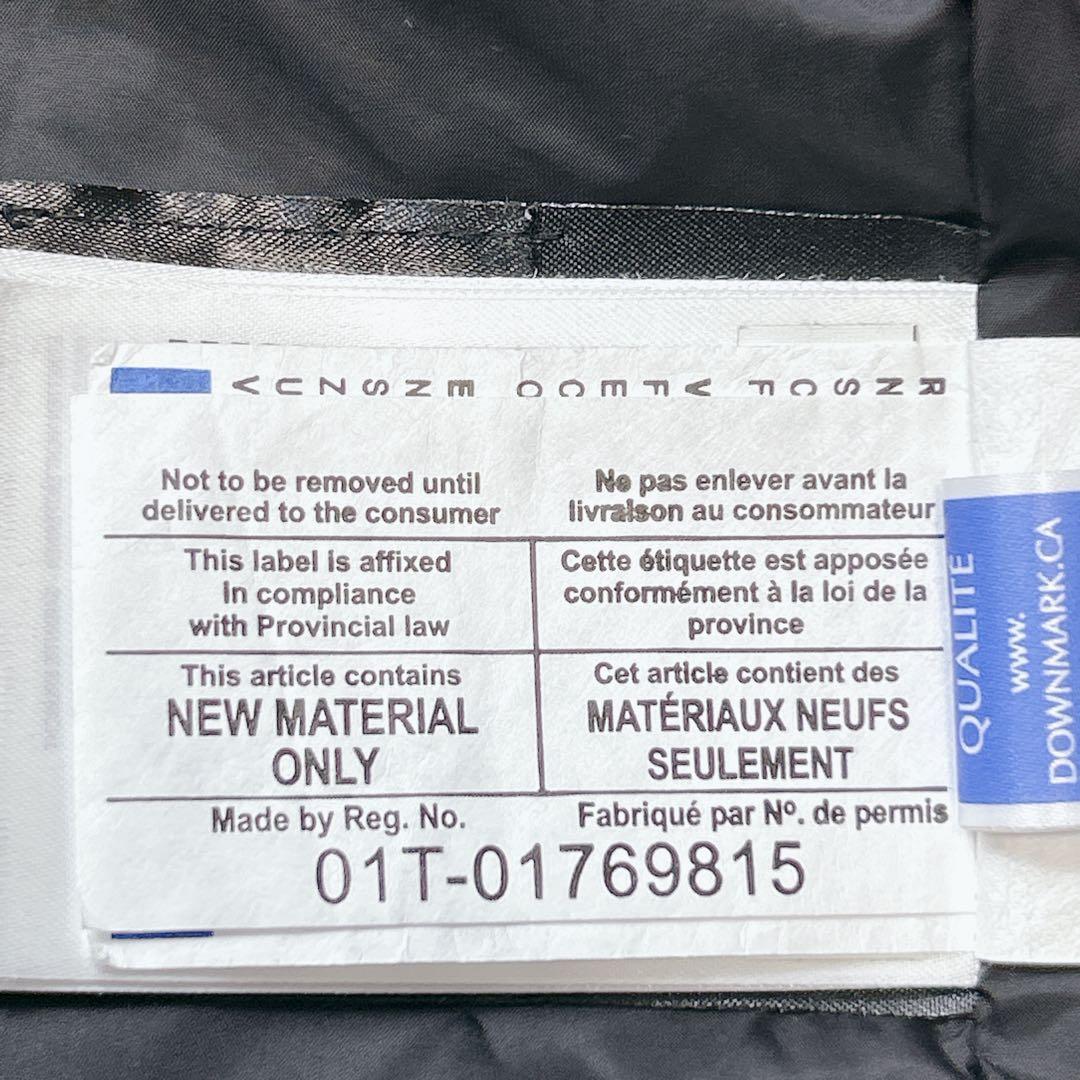 Not to be removed until
delivered to the consumer
Ne pas enlever avant la
livraison au consommateur
This label is affixed
in compliance
with Provincial law
Cette étiquette est apposée
conformément à la loi de la
province
This article contains
NEW MATERIAL
ONLY
Cet article contient des
MATÉRIAUX NEUFS
SEULEMENT
Made by Reg. No.
Fabriqué par Nº. de permis
01T-01769815
QUALITÉ
www.
DOWNMARK.CA